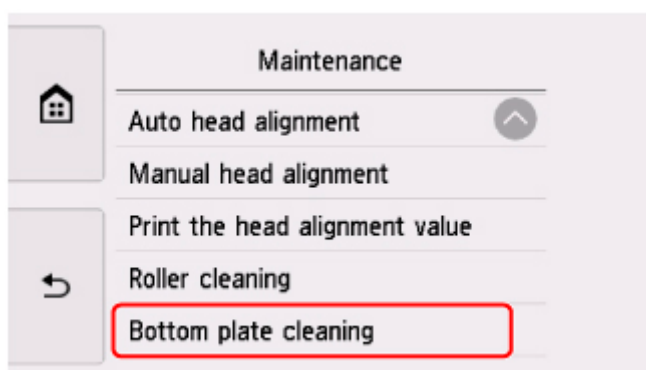 Maintenance
Auto head alignment
Manual head alignment
Print the head alignment value
Roller cleaning
Bottom plate cleaning